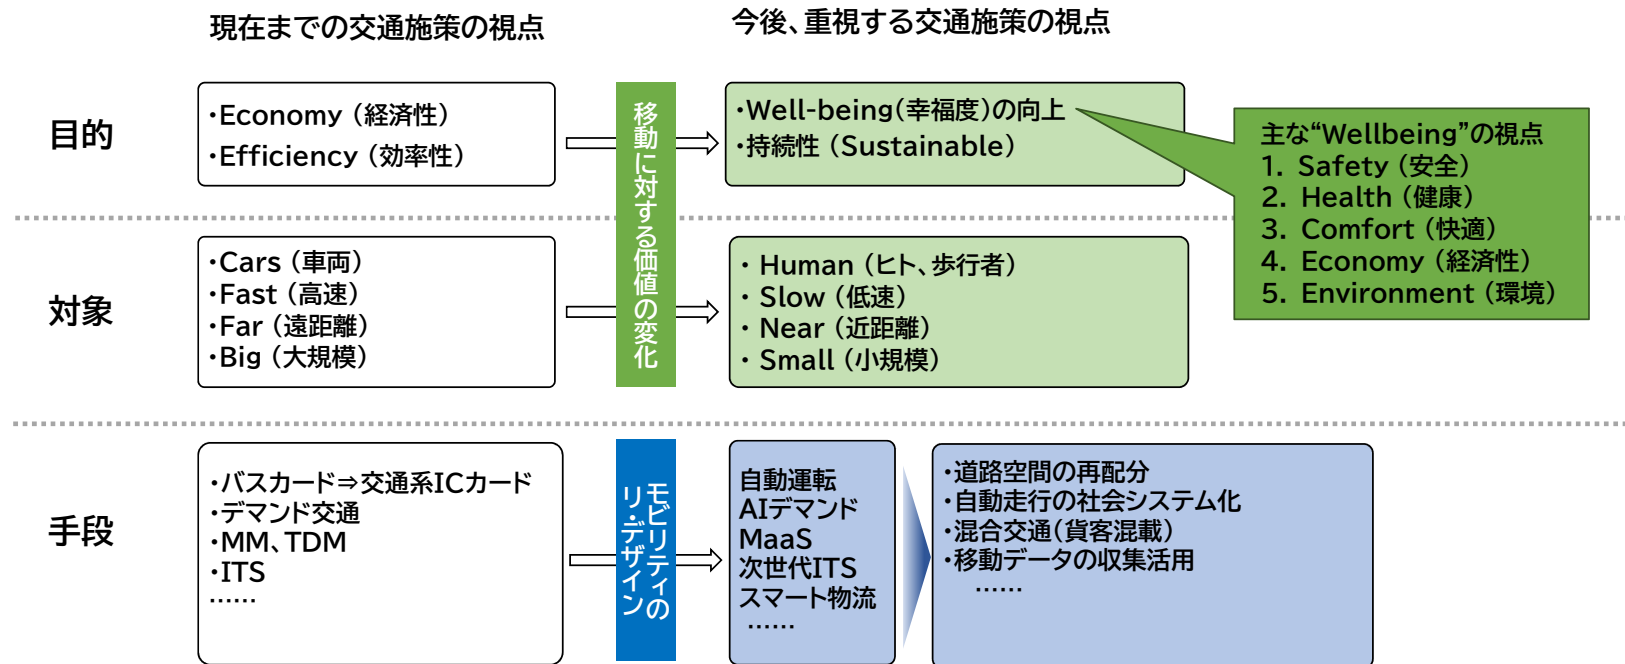 現在までの交通施策の視点
今後、重視する交通施策の視点
目的
・Economy（経済性）
・Efficiency（効率性）
移動に対する価値の変化
・Well-being(幸福度)の向上
・持続性（Sustainable）
主な“Wellbeing”の視点
1. Safety（安全）
2. Health（健康）
3. Comfort（快適）
4. Economy（経済性）
5. Environment（環境）
対象
・Cars（車両）
・Fast（高速）
・Far（遠距離）
・Big（大規模）
・ Human（ヒト、歩行者）
・ Slow（低速）
・ Near（近距離）
・ Small（小規模）
手段
・バスカード⇒交通系ICカード
・デマンド交通
・MM、TDM
・ITS
……
モビリティの
リ・デザイン
自動運転
AIデマンド
MaaS
次世代ITS
スマート物流
……
・道路空間の再配分
・自動走行の社会システム化
・混合交通(貨客混載)
・移動データの収集活用
……